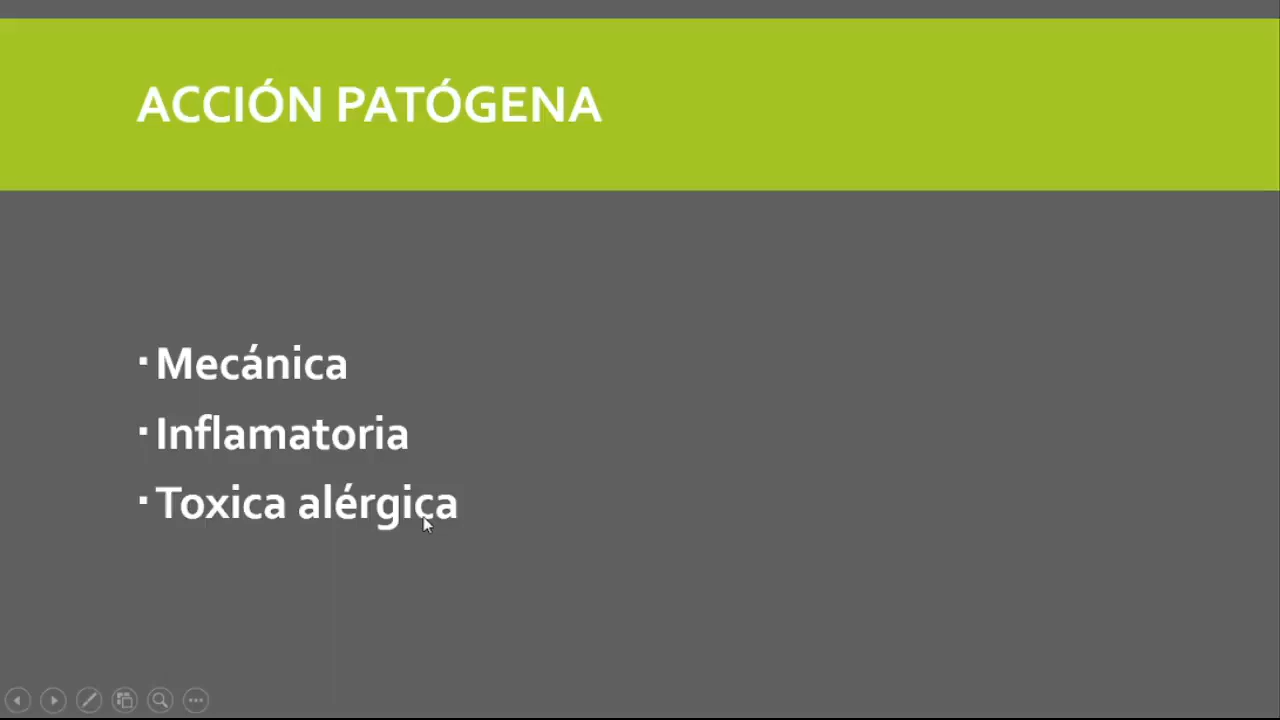 ACCIÓN PATÓGENA
▪ Mecánica
▪ Inflamatoria
▪ Toxica alérgica